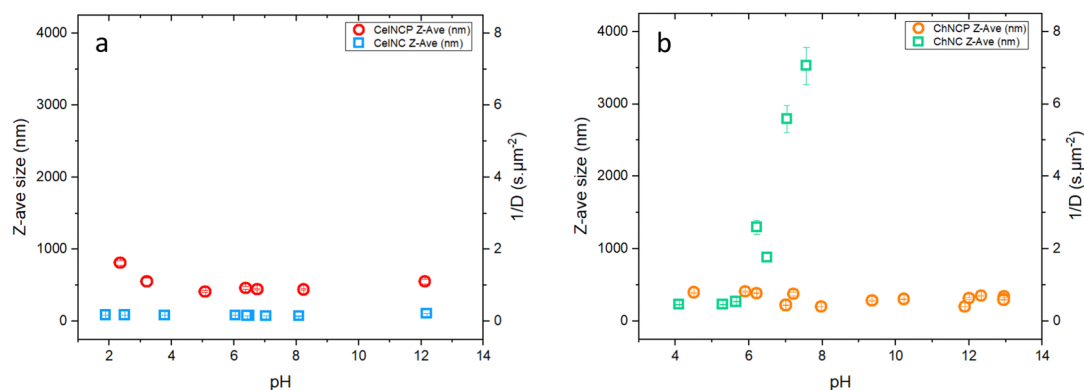 a
CelNCP Z-Ave (nm)
CelNC Z-Ave (nm)
4000
3000
2000
1000
0
Z-ave size (nm)
8
6
4
2
0
1/D (s.µm-2)
2 4 6 8 10 12 14
pH
b
ChNCP Z-Ave (nm)
ChNC Z-Ave (nm)
4000
3000
2000
1000
0
Z-ave size (nm)
8
6
4
2
0
1/D (s.µm-2)
4 6 8 10 12 14
pH